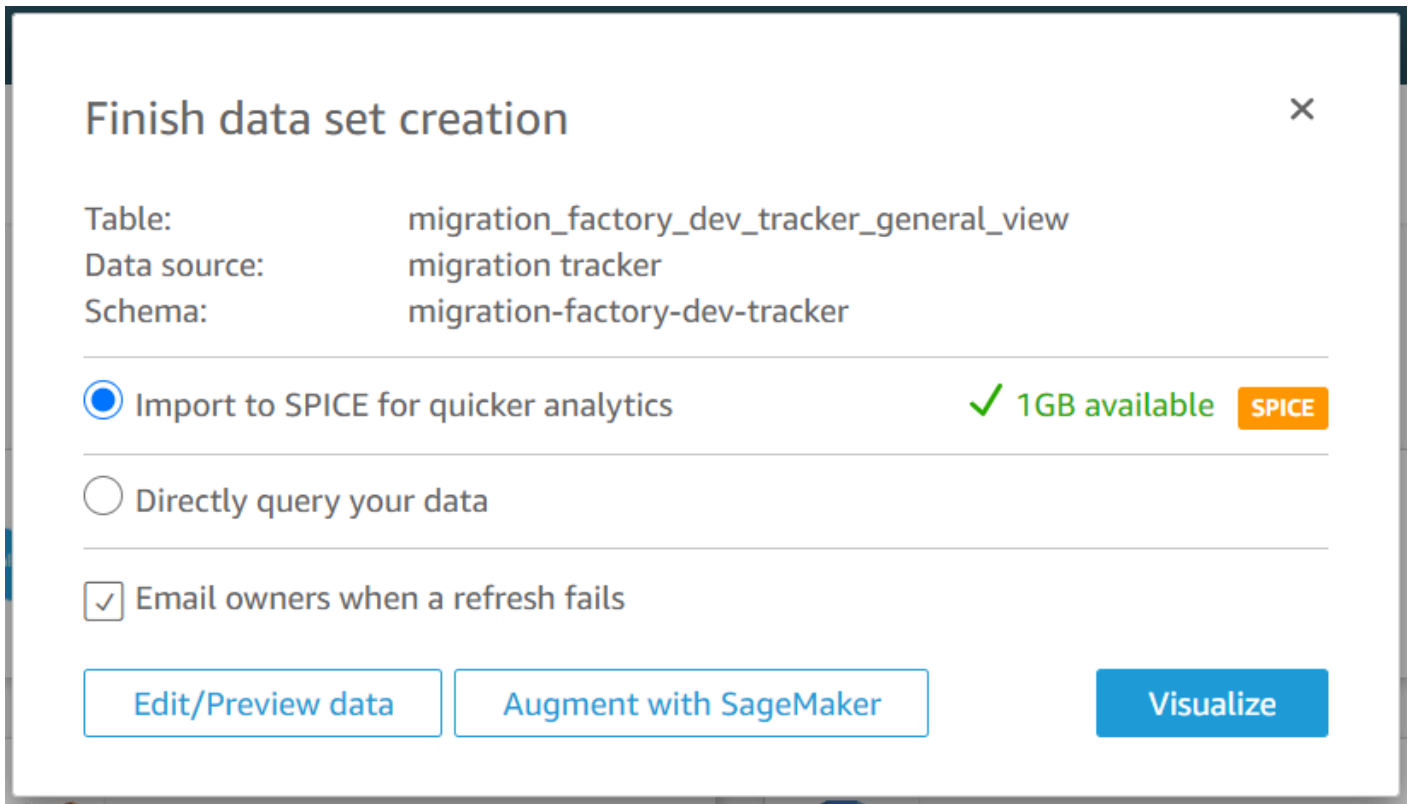 Finish data set creation
Table: migration_factory_dev_tracker_general_view
Data source: migration tracker
Schema: migration-factory-dev-tracker
Import to SPICE for quicker analytics 1GB available SPICE
Directly query your data
Email owners when a refresh fails
Edit/Preview data Augment with SageMaker Visualize